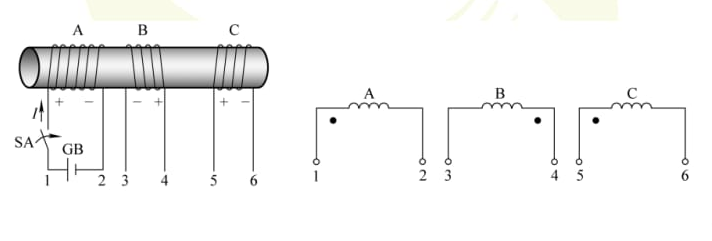 A B C
+ − − + + −
I
SA
GB
1 2 3 4 5 6
A B C
1 2 3 4 5 6